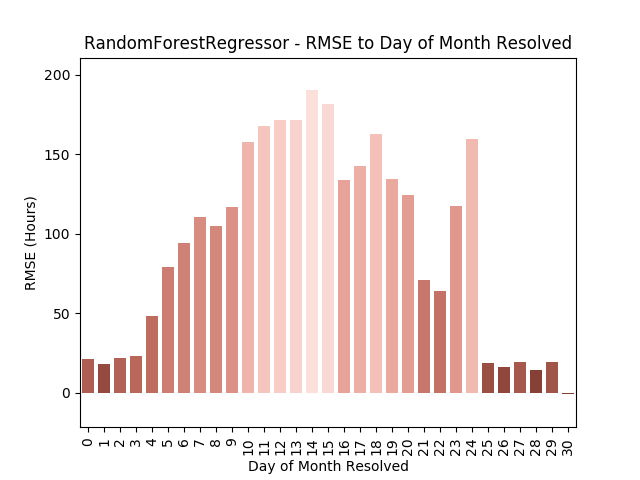 RandomForestRegressor - RMSE to Day of Month Resolved
200
150
100
50
0
RMSE (Hours)
0 1 2 3 4 5 6 7 8 9 10 11 12 13 14 15 16 17 18 19 20 21 22 23 24 25 26 27 28 29 30
Day of Month Resolved